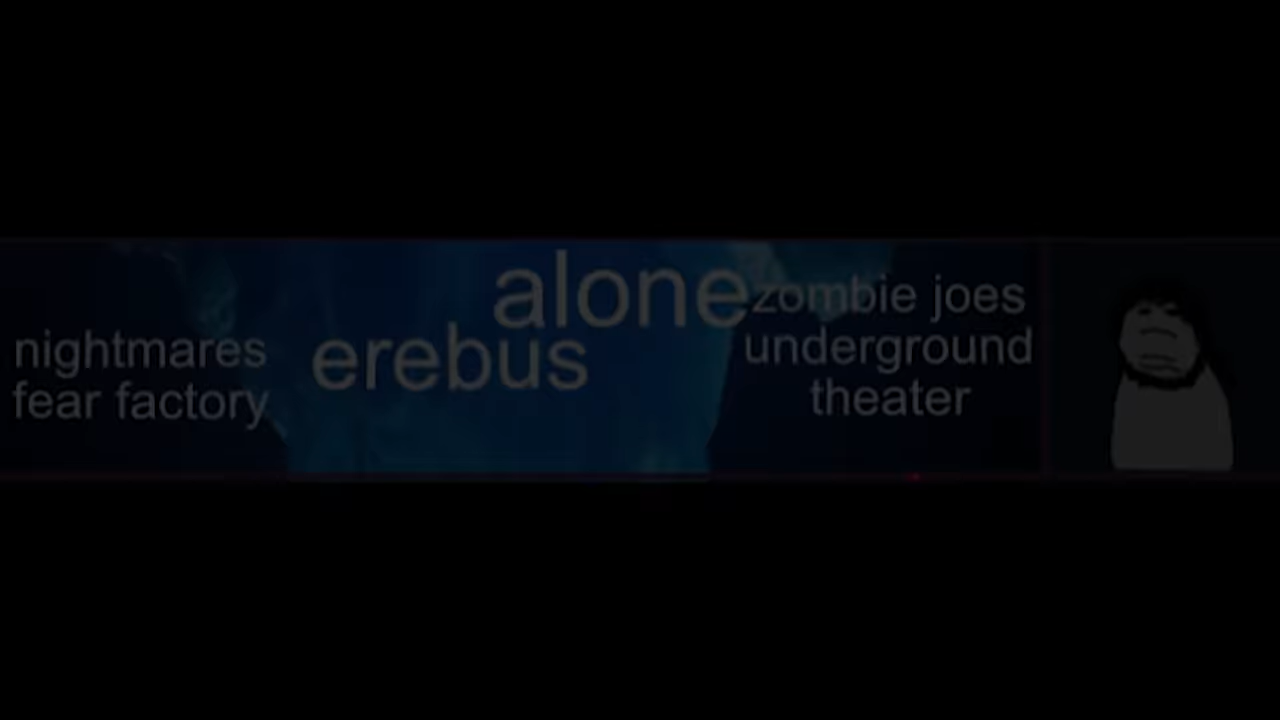 nightmares
fear factory
erebus
alone
zombie joes
underground
theater